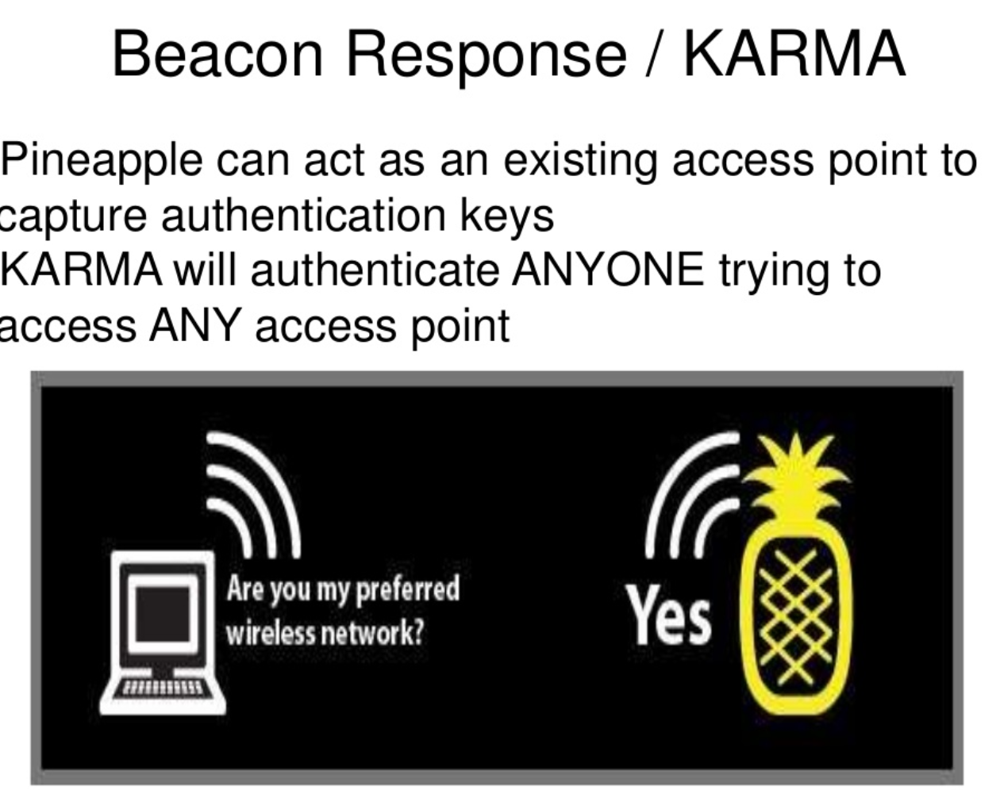 Beacon Response / KARMA
Pineapple can act as an existing access point to
capture authentication keys
KARMA will authenticate ANYONE trying to
access ANY access point
Are you my preferred
wireless network?
Yes